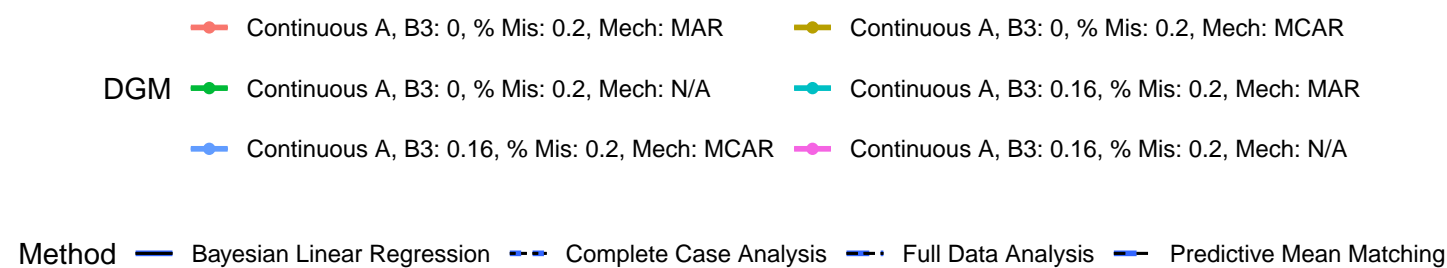 Continuous A, B3: 0, % Mis: 0.2, Mech: MAR Continuous A, B3: 0, % Mis: 0.2, Mech: MCAR
DGM Continuous A, B3: 0, % Mis: 0.2, Mech: N/A Continuous A, B3: 0.16, % Mis: 0.2, Mech: MAR
Continuous A, B3: 0.16, % Mis: 0.2, Mech: MCAR Continuous A, B3: 0.16, % Mis: 0.2, Mech: N/A
Method Bayesian Linear Regression Complete Case Analysis Full Data Analysis Predictive Mean Matching